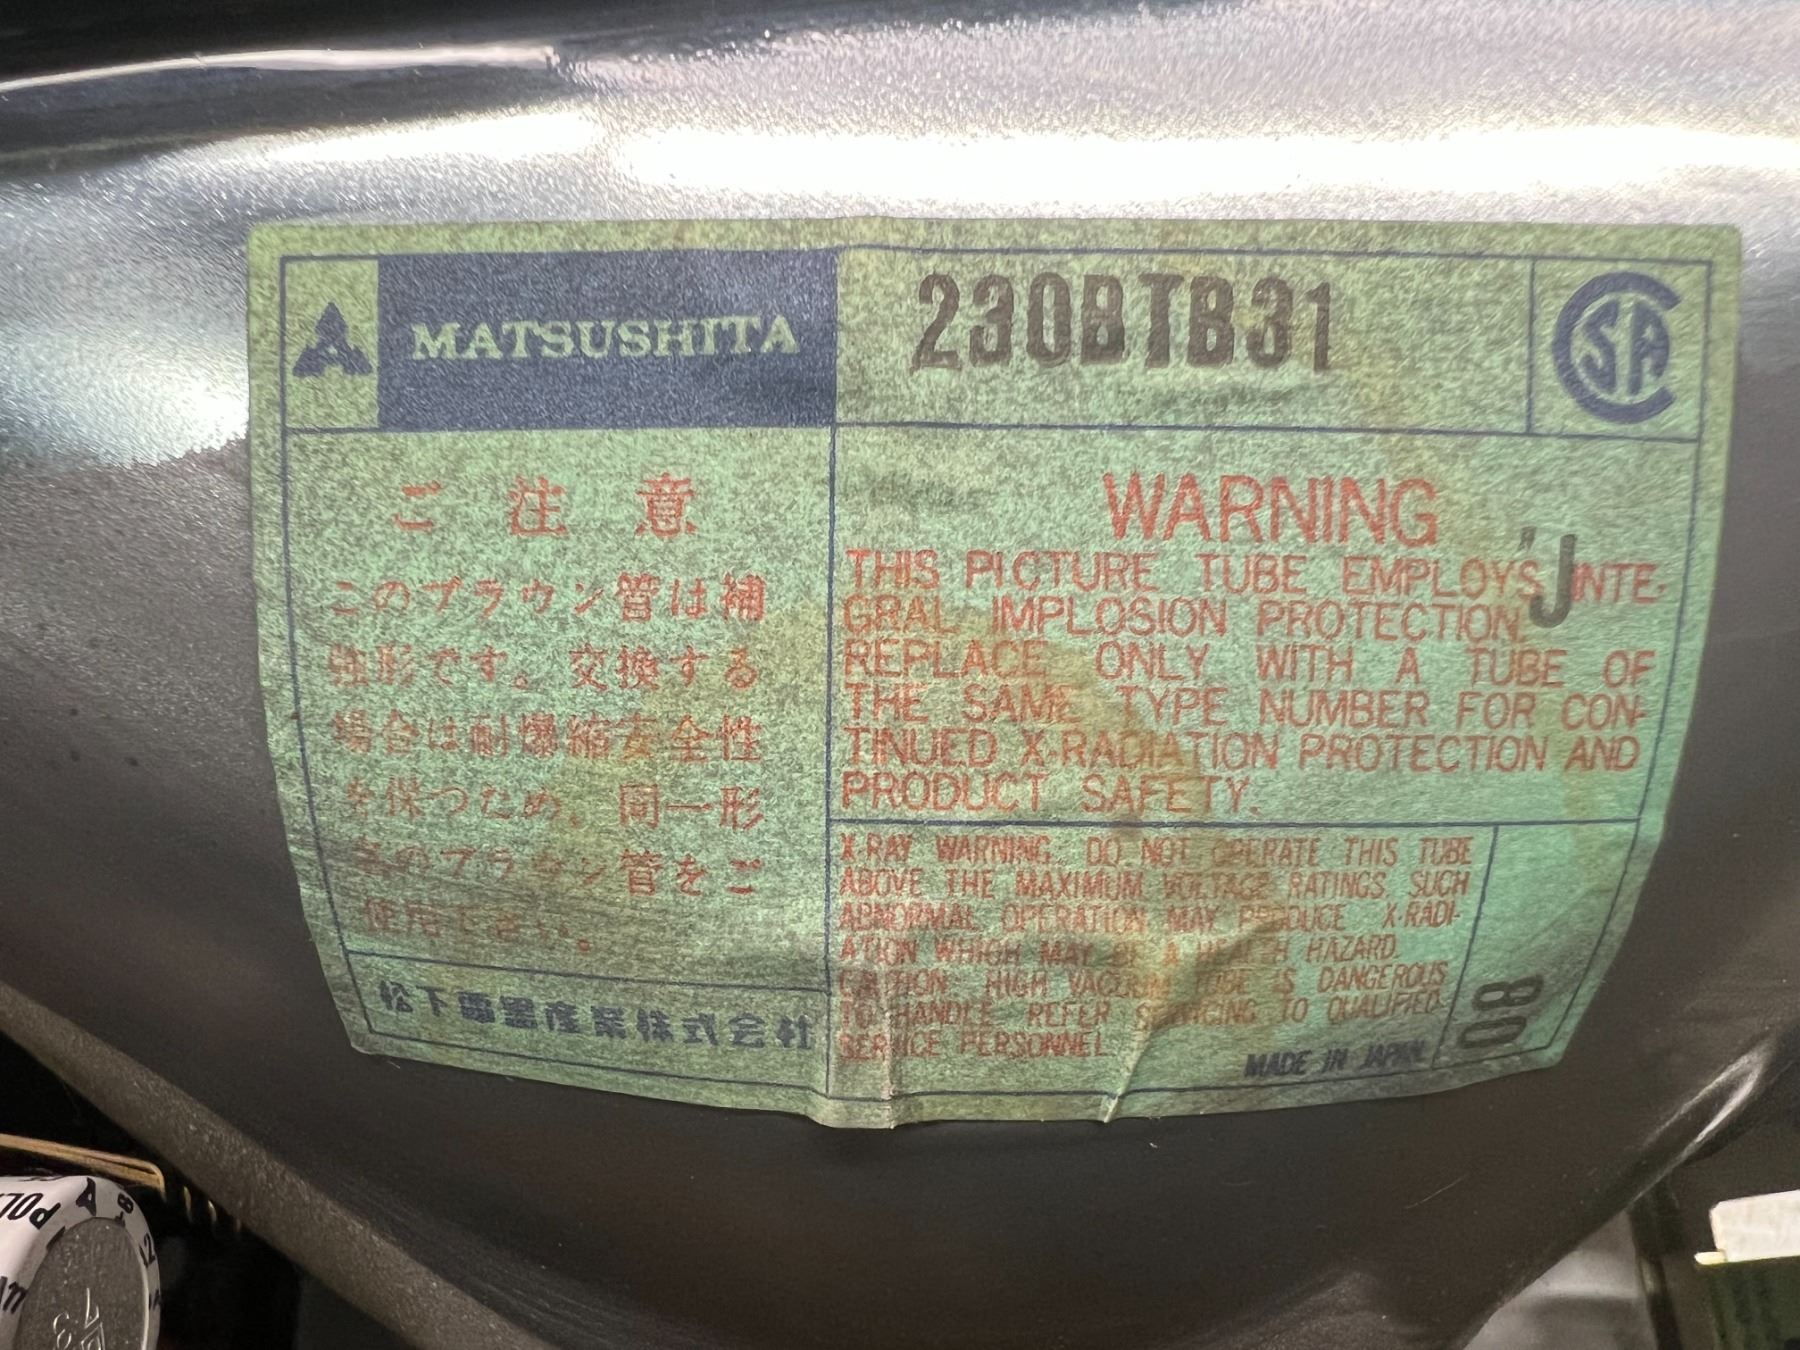 MATSUSHITA
230BTB31
CSA
ご注意
このブラウン管は補
強形です。交換する
場合は耐爆縮安全性
を保つため、同一形
名のブラウン管をご
使用下さい。
松下電器産業株式会社
WARNING
THIS PICTURE TUBE EMPLOYS INTE-
GRAL IMPLOSION PROTECTION.
REPLACE ONLY WITH A TUBE OF
THE SAME TYPE NUMBER FOR CON-
TINUED X-RADIATION PROTECTION AND
PRODUCT SAFETY.
J
X-RAY WARNING. DO NOT OPERATE THIS TUBE
ABOVE THE MAXIMUM VOLTAGE RATINGS. SUCH
ABNORMAL OPERATION MAY PRODUCE X-RADI-
ATION WHICH MAY BE A HEALTH HAZARD.
CAUTION: HIGH VACUUM TUBE IS DANGEROUS
TO HANDLE. REFER SERVICING TO QUALIFIED
SERVICE PERSONNEL
MADE IN JAPAN
08
POL